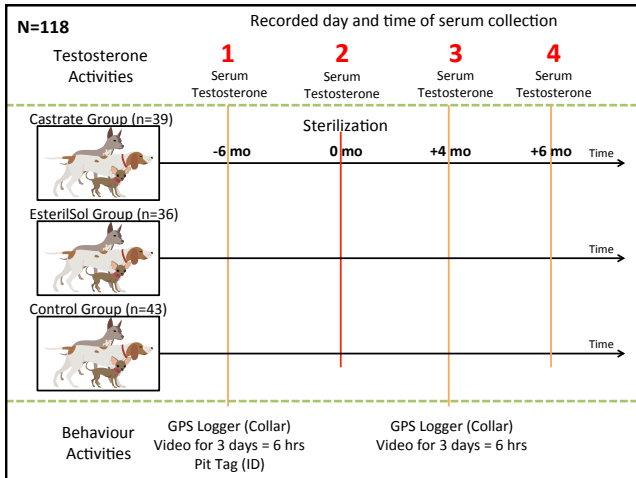 N=118
Recorded day and time of serum collection
Testosterone
Activities
1
2
3
4
Serum
Testosterone
Serum
Testosterone
Serum
Testosterone
Serum
Testosterone
Castrate Group (n=39)
Sterilization
-6 mo
0 mo
+4 mo
+6 mo
Time
EsterilSol Group (n=36)
Time
Control Group (n=43)
Time
Behaviour
Activities
GPS Logger (Collar)
Video for 3 days = 6 hrs
Pit Tag (ID)
GPS Logger (Collar)
Video for 3 days = 6 hrs